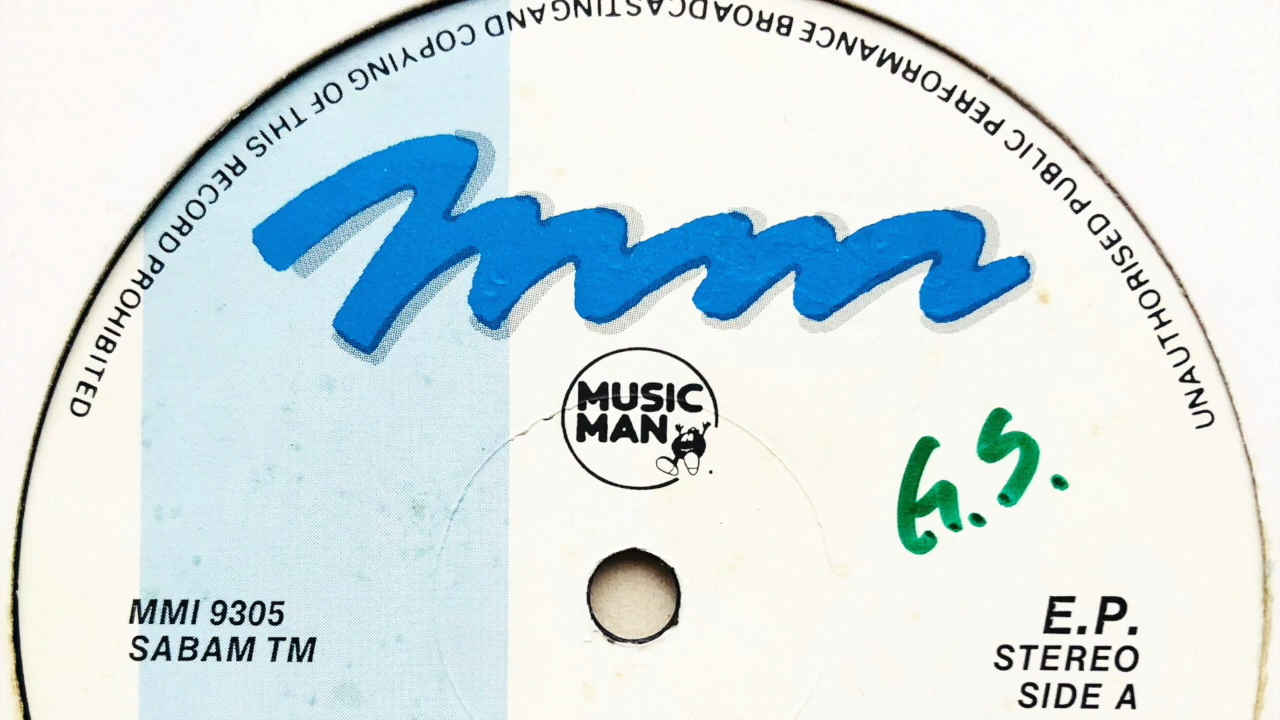 UNAUTHORISED PUBLIC PERFORMANCE BROADCASTING AND COPYING OF THIS RECORD PROHIBITED
MUSIC
MAN
G.S.
MMI 9305
SABAM TM
E.P.
STEREO
SIDE A